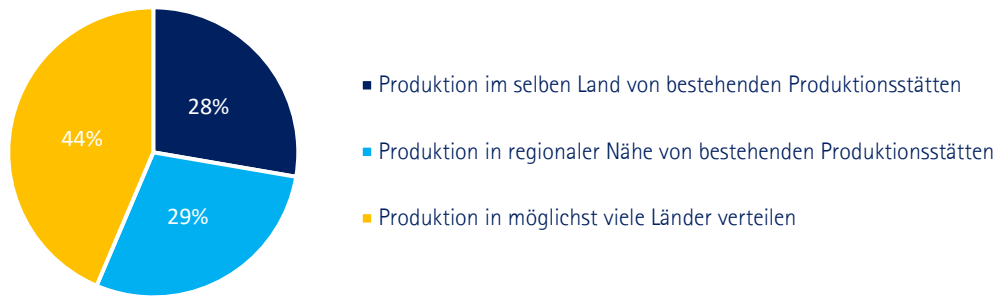 28%
Produktion im selben Land von bestehenden Produktionsstätten
44%
Produktion in regionaler Nähe von bestehenden Produktionsstätten
29%
Produktion in möglichst viele Länder verteilen